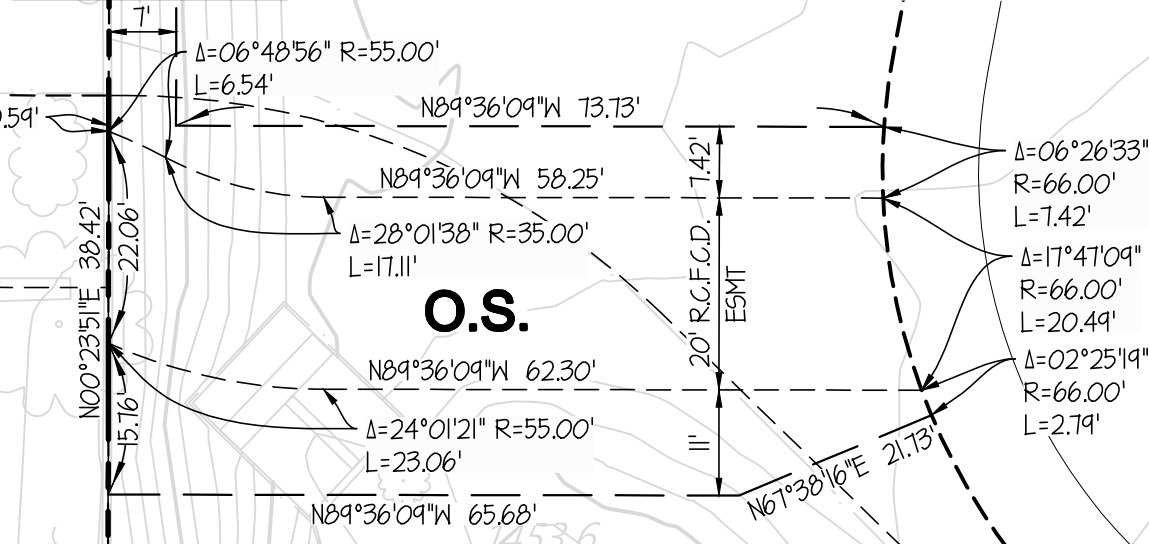 7'
Δ=06°48'56" R=55.00'
L=6.54'
N89°36'09"W 73.73'
.59'
Δ=06°26'33"
R=66.00'
L=7.42'
7.42'
N89°36'09"W 58.25'
N00°23'51"E 38.42'
22.06'
Δ=28°01'38" R=35.00'
L=17.11'
Δ=17°47'09"
R=66.00'
L=20.49'
20' R.C.F.C.D.
ESMT
O.S.
N89°36'09"W 62.30'
Δ=02°25'19"
R=66.00'
L=2.79'
15.76'
Δ=24°01'21" R=55.00'
L=23.06'
11'
N67°38'16"E 21.73'
N89°36'09"W 65.68'
1453.6